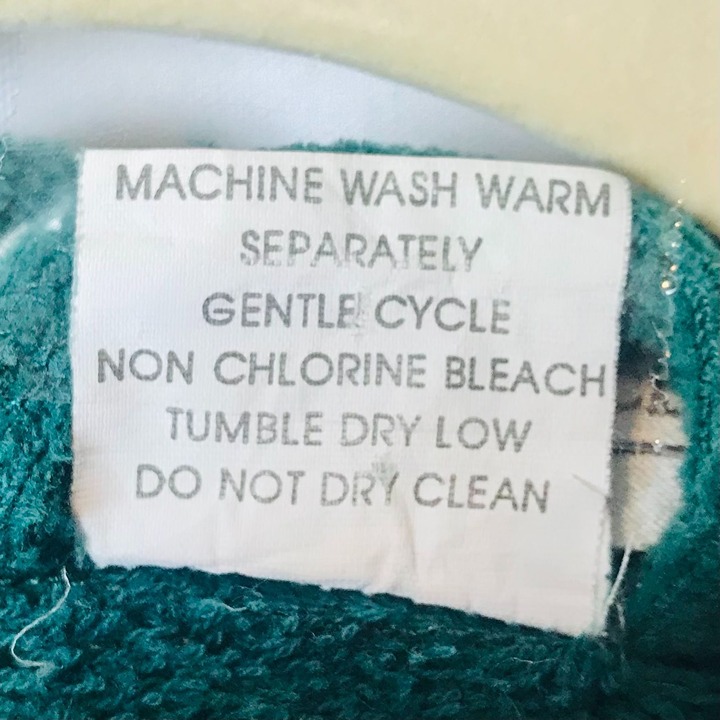 MACHINE WASH WARM
SEPARATELY
GENTLE CYCLE
NON CHLORINE BLEACH
TUMBLE DRY LOW
DO NOT DRY CLEAN